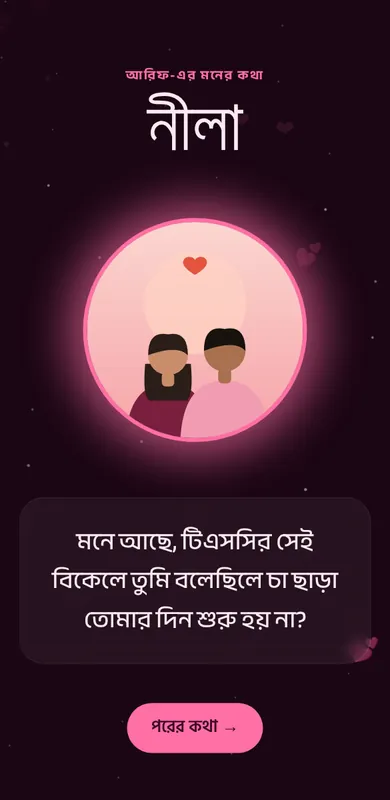 আরিফ-এর মনের কথা
নীলা
মনে আছে, টিএসসির সেই
বিকেলে তুমি বলেছিলে চা ছাড়া
তোমার দিন শুরু হয় না?
পরের কথা →